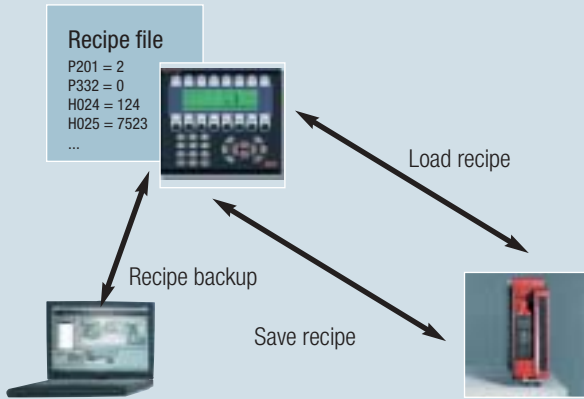 Recipe file
P201 = 2
P332 = 0
H024 = 124
H025 = 7523
...
Load recipe
Recipe backup
Save recipe